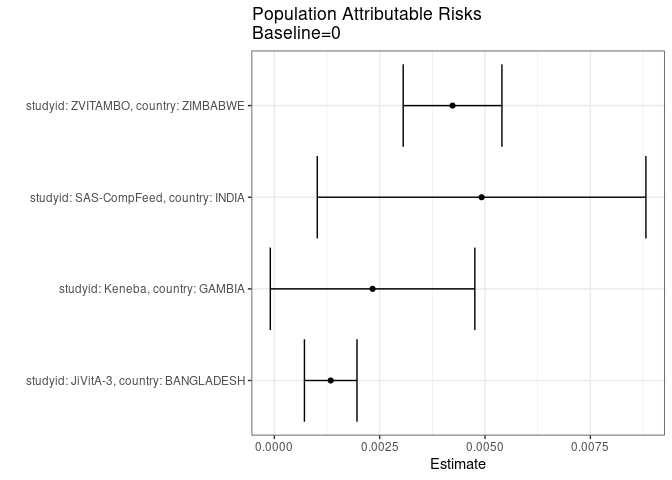 Population Attributable Risks
Baseline=0
studyid: ZVITAMBO, country: ZIMBABWE
studyid: SAS-CompFeed, country: INDIA
studyid: Keneba, country: GAMBIA
studyid: JiVitA-3, country: BANGLADESH
0.0000 0.0025 0.0050 0.0075
Estimate